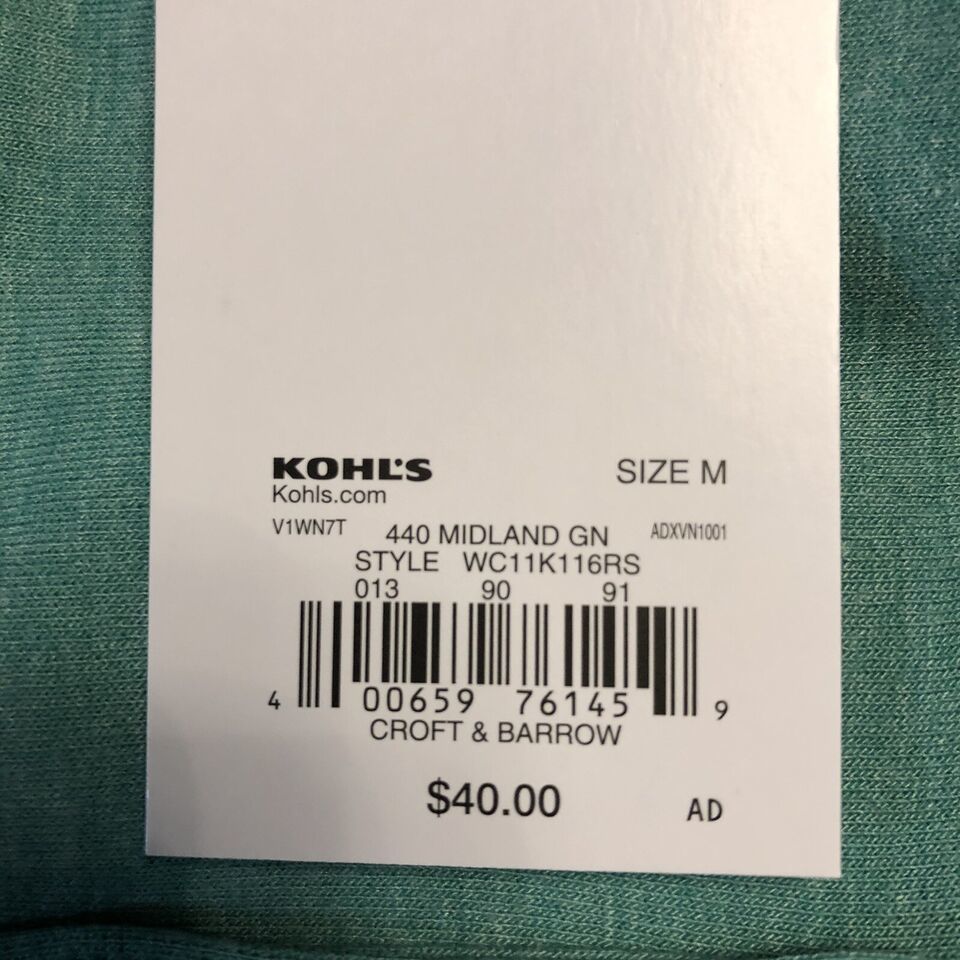 KOHL'S SIZE M
Kohls.com
V1WN7T 440 MIDLAND GN ADXVN1001
STYLE WC11K116RS
013 90 91
4 00659 76145 9
CROFT & BARROW
$40.00 AD